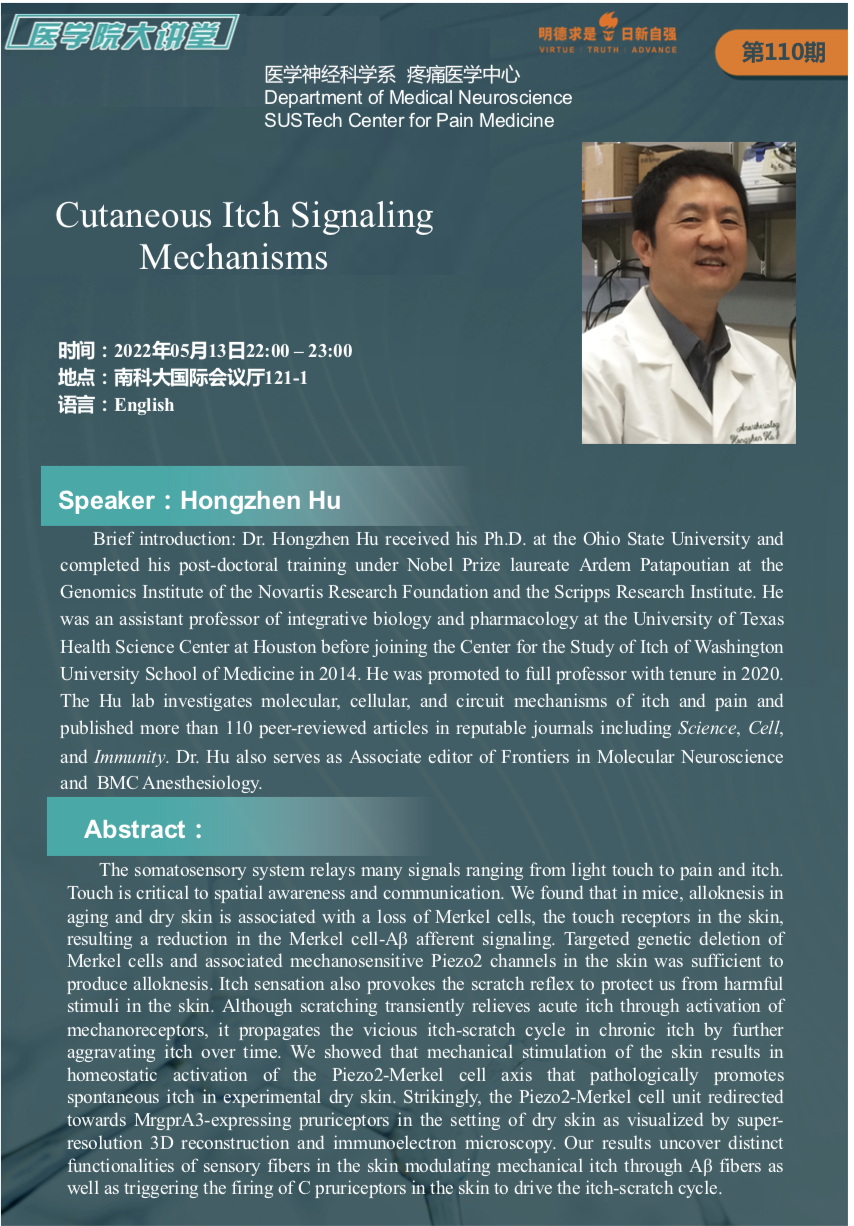 医学院大讲堂
明德求是 日新自强
VIRTUE TRUTH ADVANCE
第110期
医学神经科学系 疼痛医学中心
Department of Medical Neuroscience
SUSTech Center for Pain Medicine
Cutaneous Itch Signaling
Mechanisms
时间：2022年05月13日22:00 – 23:00
地点：南科大国际会议厅121-1
语言：English
Anesthesiology
Hongzhen Hu
Speaker：Hongzhen Hu
Brief introduction: Dr. Hongzhen Hu received his Ph.D. at the Ohio State University and
completed his post-doctoral training under Nobel Prize laureate Ardem Patapoutian at the
Genomics Institute of the Novartis Research Foundation and the Scripps Research Institute. He
was an assistant professor of integrative biology and pharmacology at the University of Texas
Health Science Center at Houston before joining the Center for the Study of Itch of Washington
University School of Medicine in 2014. He was promoted to full professor with tenure in 2020.
The Hu lab investigates molecular, cellular, and circuit mechanisms of itch and pain and
published more than 110 peer-reviewed articles in reputable journals including Science, Cell,
and Immunity. Dr. Hu also serves as Associate editor of Frontiers in Molecular Neuroscience
and BMC Anesthesiology.
Abstract：
The somatosensory system relays many signals ranging from light touch to pain and itch.
Touch is critical to spatial awareness and communication. We found that in mice, alloknesis in
aging and dry skin is associated with a loss of Merkel cells, the touch receptors in the skin,
resulting a reduction in the Merkel cell-Aβ afferent signaling. Targeted genetic deletion of
Merkel cells and associated mechanosensitive Piezo2 channels in the skin was sufficient to
produce alloknesis. Itch sensation also provokes the scratch reflex to protect us from harmful
stimuli in the skin. Although scratching transiently relieves acute itch through activation of
mechanoreceptors, it propagates the vicious itch-scratch cycle in chronic itch by further
aggravating itch over time. We showed that mechanical stimulation of the skin results in
homeostatic activation of the Piezo2-Merkel cell axis that pathologically promotes
spontaneous itch in experimental dry skin. Strikingly, the Piezo2-Merkel cell unit redirected
towards MrgprA3-expressing pruriceptors in the setting of dry skin as visualized by super-
resolution 3D reconstruction and immunoelectron microscopy. Our results uncover distinct
functionalities of sensory fibers in the skin modulating mechanical itch through Aβ fibers as
well as triggering the firing of C pruriceptors in the skin to drive the itch-scratch cycle.